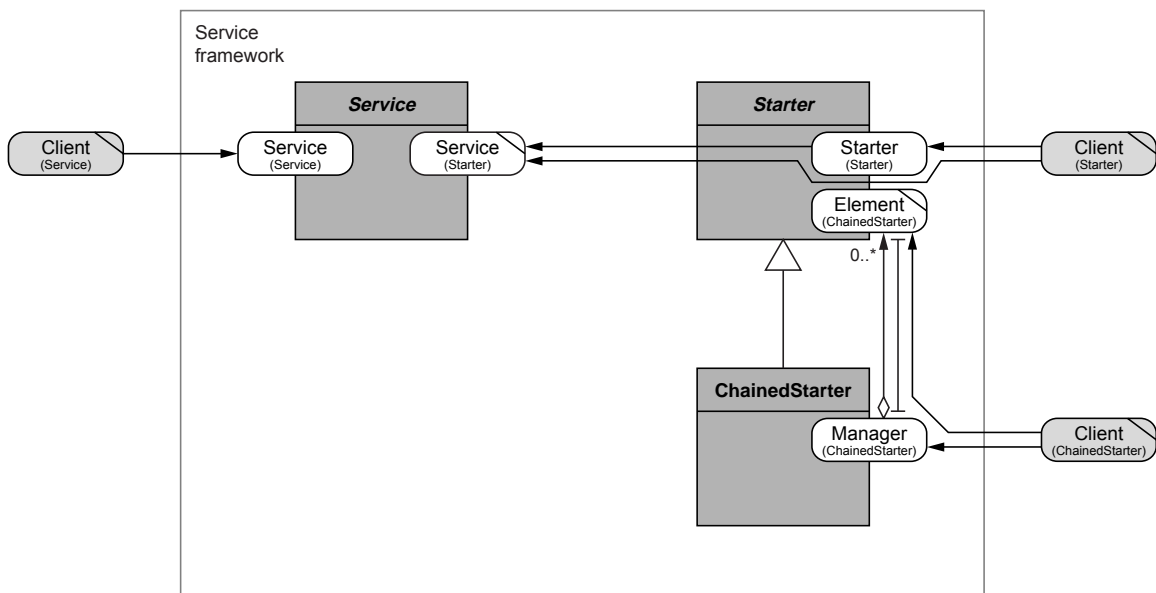 Service
framework
Service
Starter
Client
(Service)
Service
(Service)
Service
(Starter)
Starter
(Starter)
Client
(Starter)
Element
(ChainedStarter)
0..*
ChainedStarter
Manager
(ChainedStarter)
Client
(ChainedStarter)